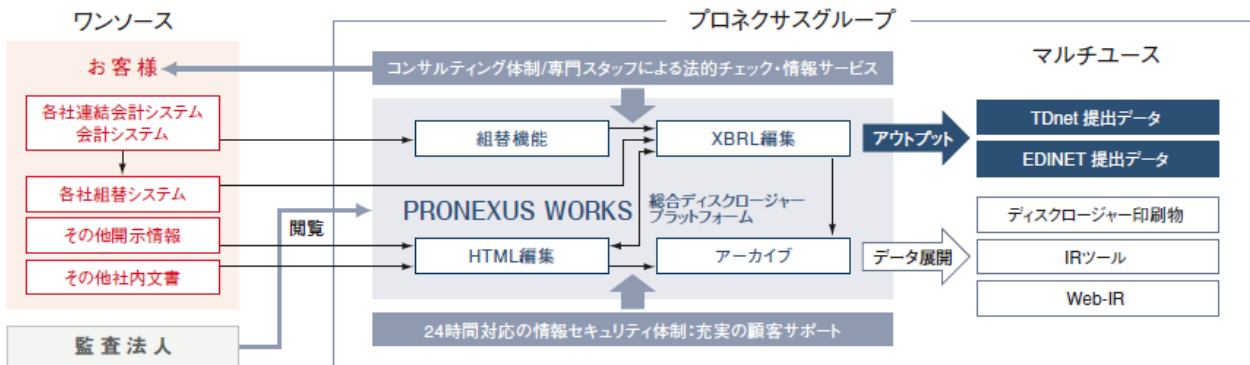 ワンソース
プロネクサスグループ
お客様
コンサルティング体制/専門スタッフによる法的チェック・情報サービス
マルチユース
各社連結会計システム
会計システム
組替機能
XBRL編集
アウトプット
TDnet 提出データ
EDINET 提出データ
各社組替システム
PRONEXUS WORKS
総合ディスクロージャー
プラットフォーム
閲覧
その他開示情報
その他社内文書
HTML編集
アーカイブ
データ展開
ディスクロージャー印刷物
IRツール
Web-IR
24時間対応の情報セキュリティ体制：充実の顧客サポート
監査法人